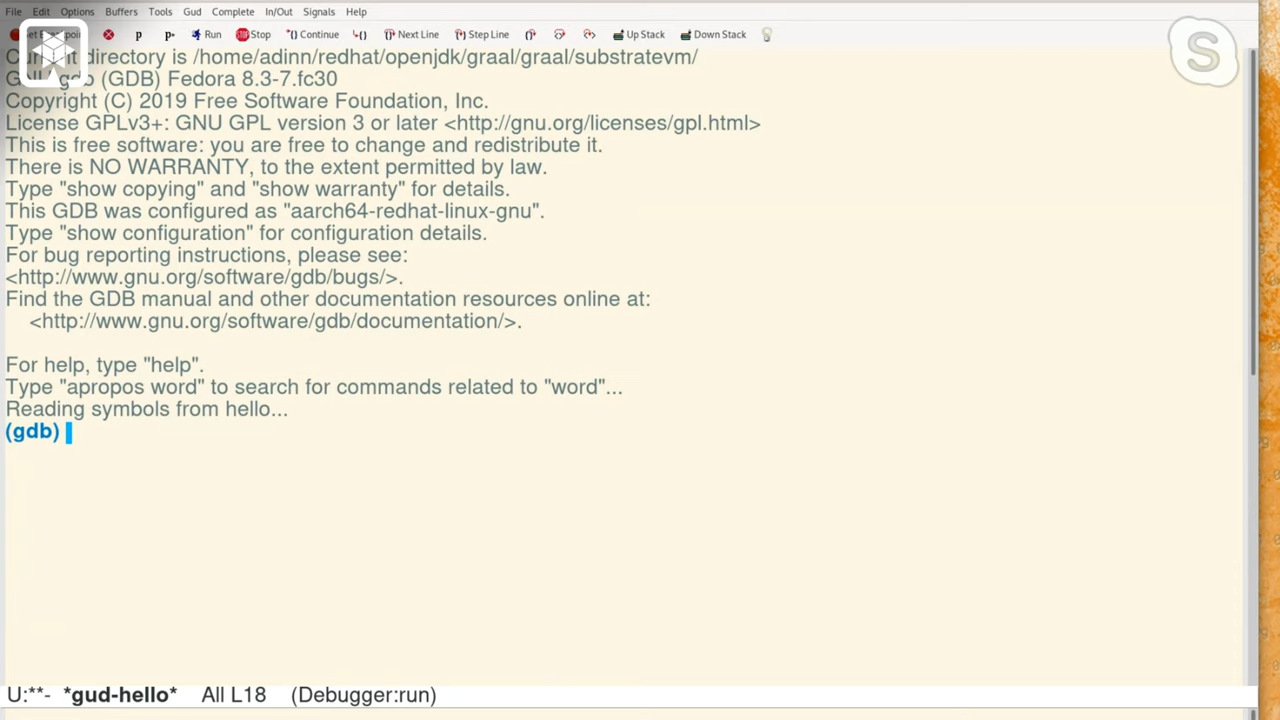 File Edit Options Buffers Tools Gud Complete In/Out Signals Help
p p* Run Stop Continue Next Line Step Line Up Stack Down Stack
directory is /home/adinn/redhat/openjdk/graal/graal/substratevm/
(GDB) Fedora 8.3-7.fc30
Copyright (C) 2019 Free Software Foundation, Inc.
License GPLv3+: GNU GPL version 3 or later <http://gnu.org/licenses/gpl.html>
This is free software: you are free to change and redistribute it.
There is NO WARRANTY, to the extent permitted by law.
Type "show copying" and "show warranty" for details.
This GDB was configured as "aarch64-redhat-linux-gnu".
Type "show configuration" for configuration details.
For bug reporting instructions, please see:
<http://www.gnu.org/software/gdb/bugs/>.
Find the GDB manual and other documentation resources online at:
<http://www.gnu.org/software/gdb/documentation/>.
For help, type "help".
Type "apropos word" to search for commands related to "word"...
Reading symbols from hello...
(gdb)
U:**- *gud-hello* All L18 (Debugger:run)